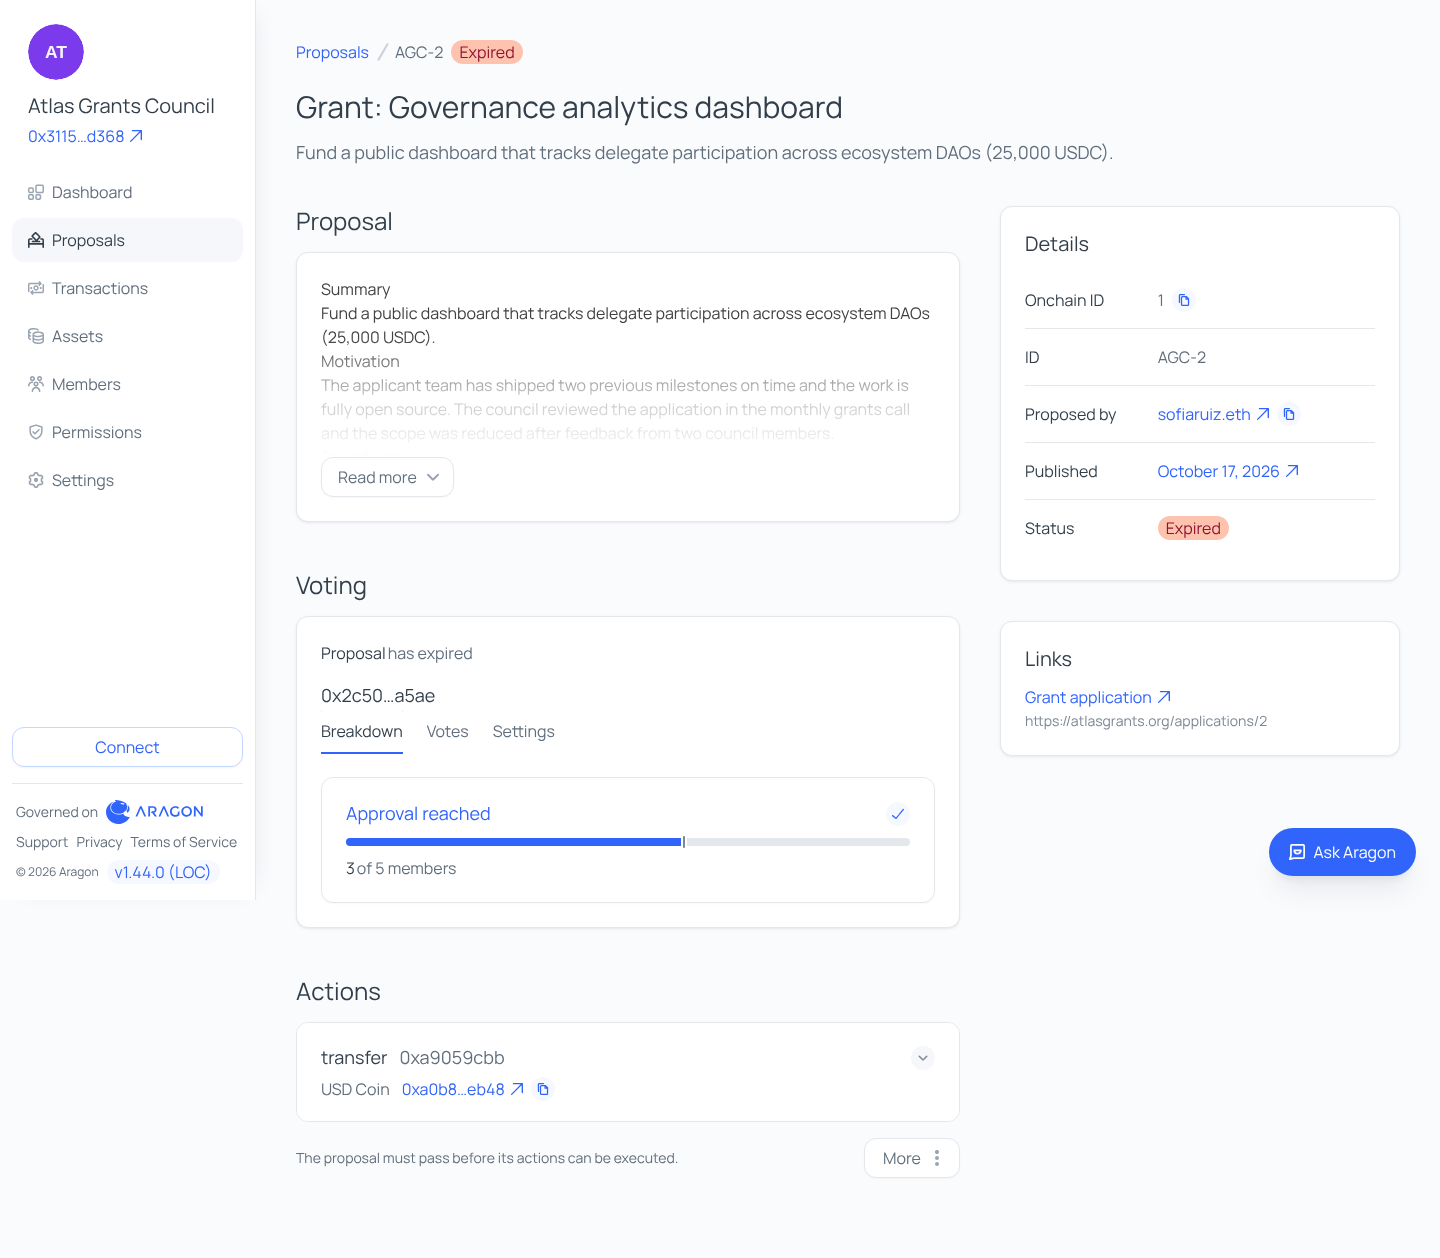 AT
Atlas Grants Council
0x3115...d368
Dashboard
Proposals
Transactions
Assets
Members
Permissions
Settings
Connect
Governed on ARAGON
Support Privacy Terms of Service
© 2026 Aragon v1.44.0 (LOC)
Proposals / AGC-2 Expired
Grant: Governance analytics dashboard
Fund a public dashboard that tracks delegate participation across ecosystem DAOs (25,000 USDC).
Proposal
Summary
Fund a public dashboard that tracks delegate participation across ecosystem DAOs
(25,000 USDC).
Motivation
The applicant team has shipped two previous milestones on time and the work is
fully open source. The council reviewed the application in the monthly grants call
and the scope was reduced after feedback from two council members.
Read more
Voting
Proposal has expired
0x2c50...a5ae
Breakdown Votes Settings
Approval reached
3 of 5 members
Actions
transfer 0xa9059cbb
USD Coin 0xa0b8...eb48
The proposal must pass before its actions can be executed.
More
Details
Onchain ID 1
ID AGC-2
Proposed by sofiaruiz.eth
Published October 17, 2026
Status Expired
Links
Grant application
https://atlasgrants.org/applications/2
Ask Aragon